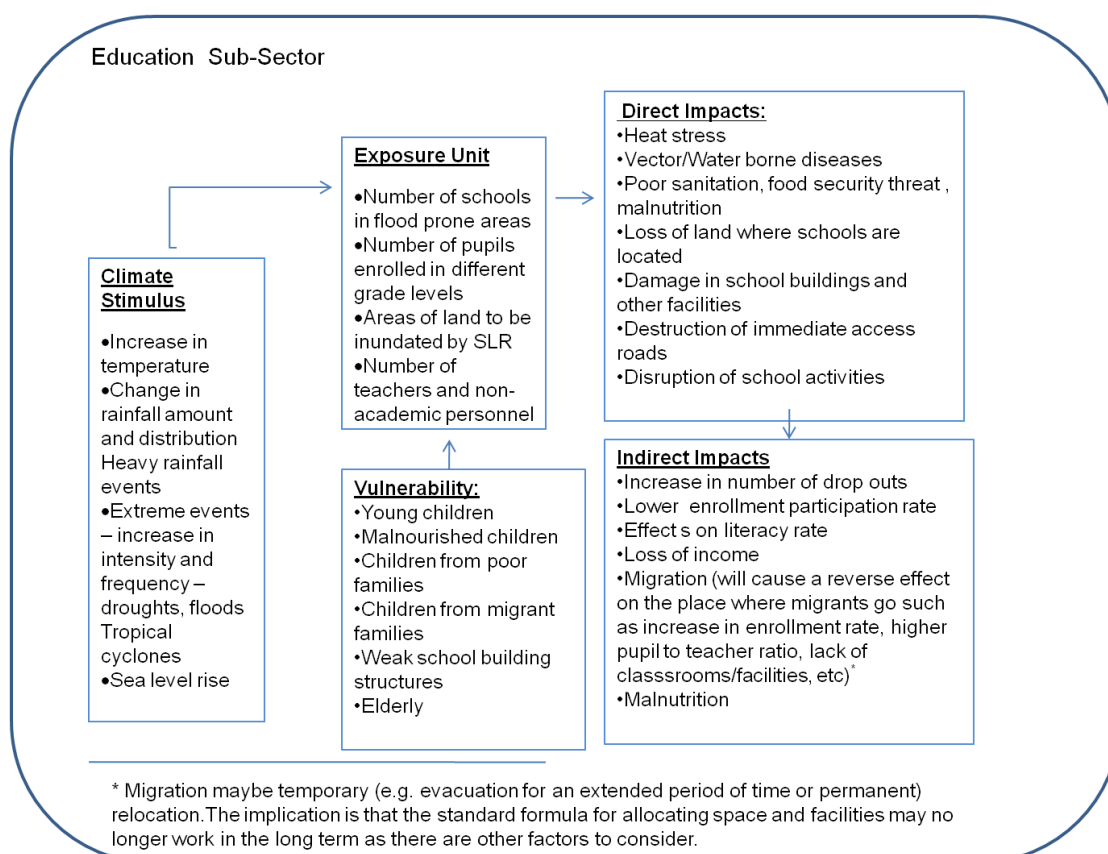 Education Sub-Sector
Climate
Stimulus
•Increase in
temperature
•Change in
rainfall amount
and distribution
Heavy rainfall
events
•Extreme events
– increase in
intensity and
frequency –
droughts, floods
Tropical
cyclones
•Sea level rise
Exposure Unit
•Number of schools
in flood prone areas
•Number of pupils
enrolled in different
grade levels
•Areas of land to be
inundated by SLR
•Number of
teachers and non-
academic personnel
Vulnerability:
•Young children
•Malnourished children
•Children from poor
families
•Children from migrant
families
•Weak school building
structures
•Elderly
Direct Impacts:
•Heat stress
•Vector/Water borne diseases
•Poor sanitation, food security threat ,
malnutrition
•Loss of land where schools are
located
•Damage in school buildings and
other facilities
•Destruction of immediate access
roads
•Disruption of school activities
Indirect Impacts
•Increase in number of drop outs
•Lower enrollment participation rate
•Effect s on literacy rate
•Loss of income
•Migration (will cause a reverse effect
on the place where migrants go such
as increase in enrollment rate, higher
pupil to teacher ratio, lack of
classsrooms/facilities, etc)*
•Malnutrition
* Migration maybe temporary (e.g. evacuation for an extended period of time or permanent)
relocation.The implication is that the standard formula for allocating space and facilities may no
longer work in the long term as there are other factors to consider.